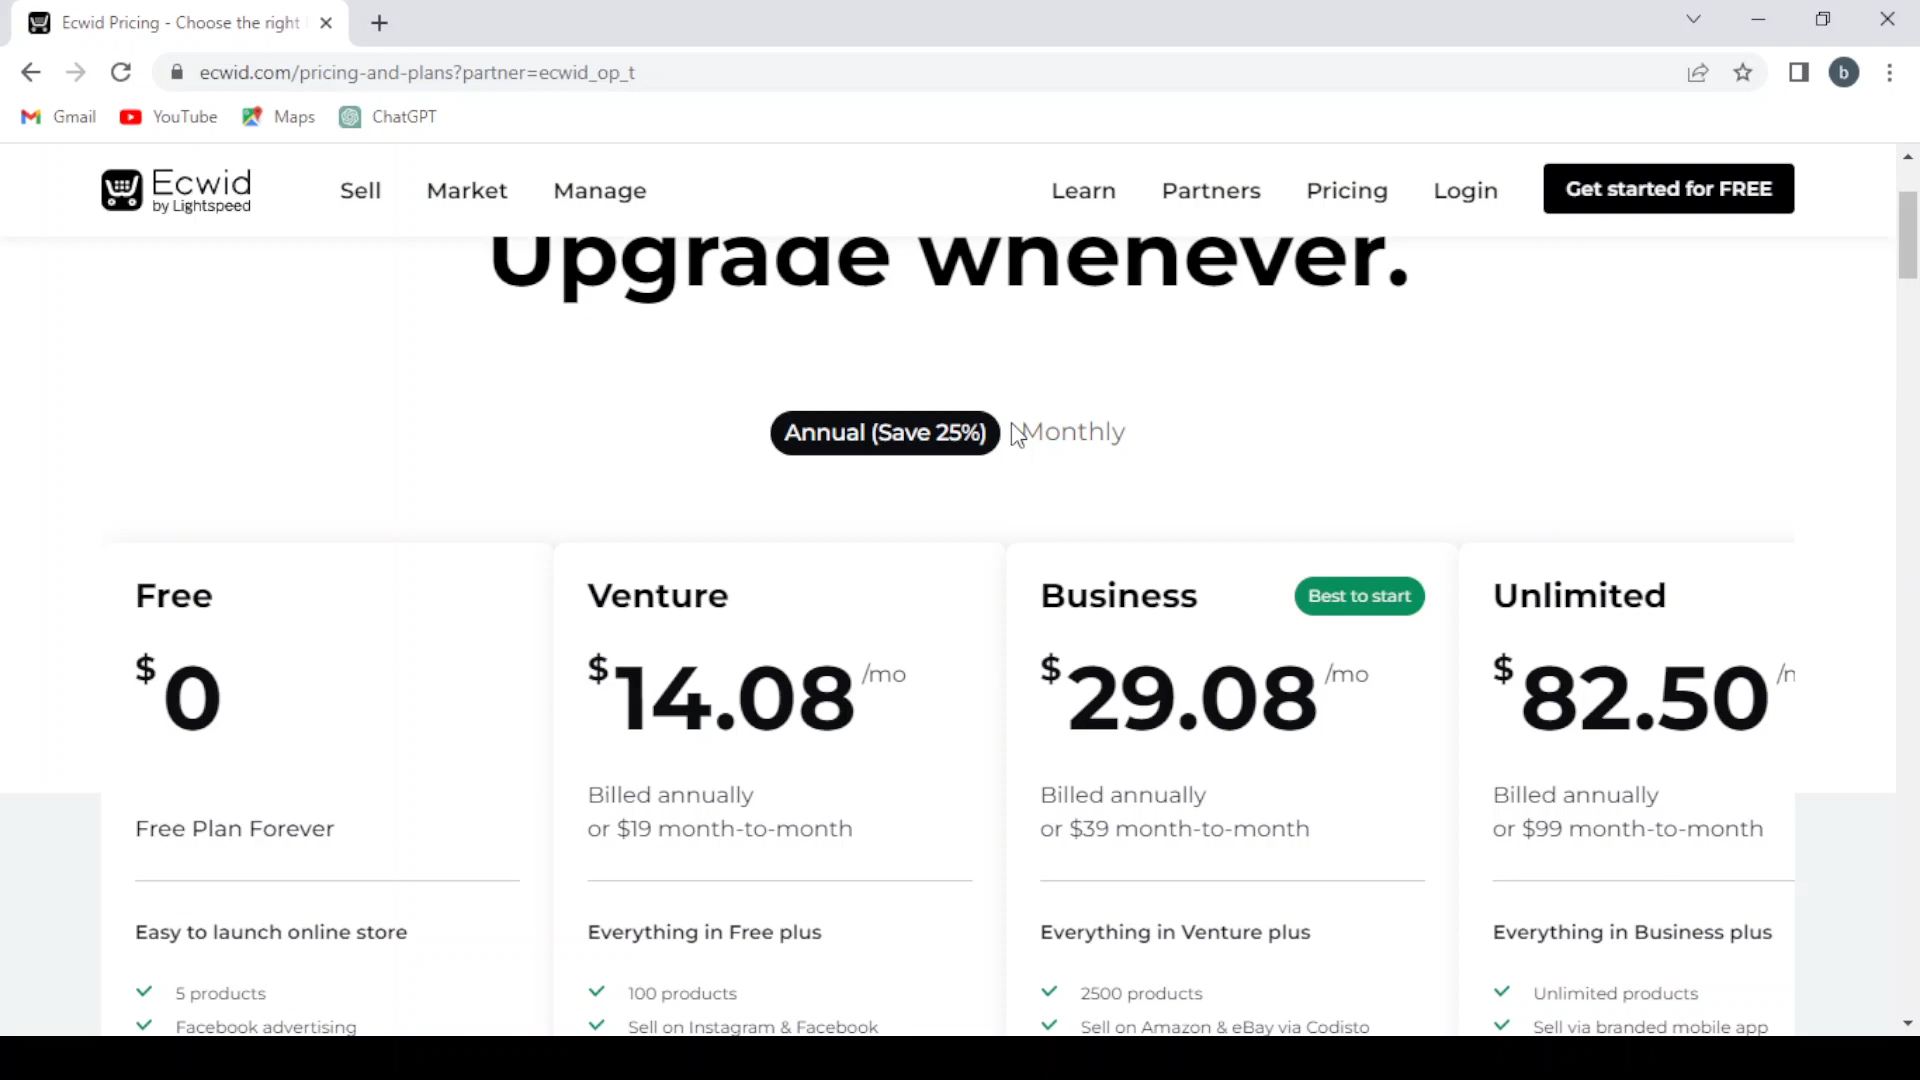 Ecwid Pricing - Choose the right
ecwid.com/pricing-and-plans?partner=ecwid_op_t
b
Gmail
YouTube
Maps
ChatGPT
Ecwid
by Lightspeed
Sell
Market
Manage
Learn
Partners
Pricing
Login
Get started for FREE
Upgrade whenever.
Annual (Save 25%)
Monthly
Free
$0
Free Plan Forever
Easy to launch online store
5 products
Facebook advertising
Venture
$14.08 /mo
Billed annually
or $19 month-to-month
Everything in Free plus
100 products
Sell on Instagram & Facebook
Business
Best to start
$29.08 /mo
Billed annually
or $39 month-to-month
Everything in Venture plus
2500 products
Sell on Amazon & eBay via Codisto
Unlimited
$82.50
Billed annually
or $99 month-to-month
Everything in Business plus
Unlimited products
Sell via branded mobile app